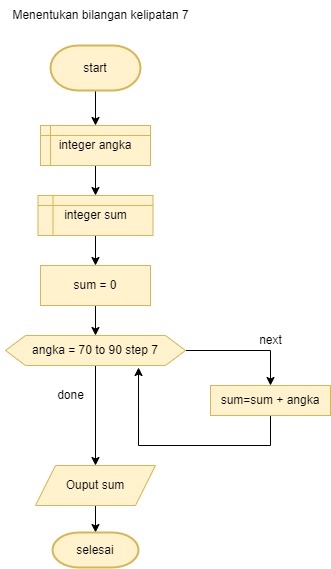 Menentukan bilangan kelipatan 7
start
integer angka
integer sum
sum = 0
angka = 70 to 90 step 7
next
done
sum=sum + angka
Ouput sum
selesai